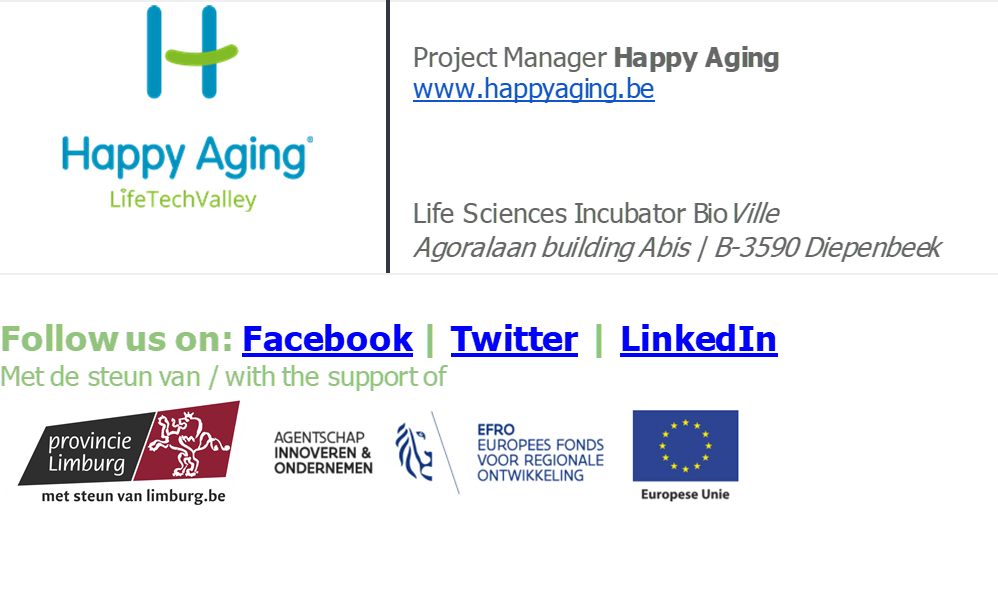 Happy Aging®
LifeTechValley
Project Manager Happy Aging
www.happyaging.be
Life Sciences Incubator BioVille
Agoralaan building Abis | B-3590 Diepenbeek
Follow us on: Facebook | Twitter | LinkedIn
Met de steun van / with the support of
provincie
Limburg
met steun van limburg.be
AGENTSCHAP
INNOVEREN &
ONDERNEMEN
EFRO
EUROPEES FONDS
VOOR REGIONALE
ONTWIKKELING
Europese Unie